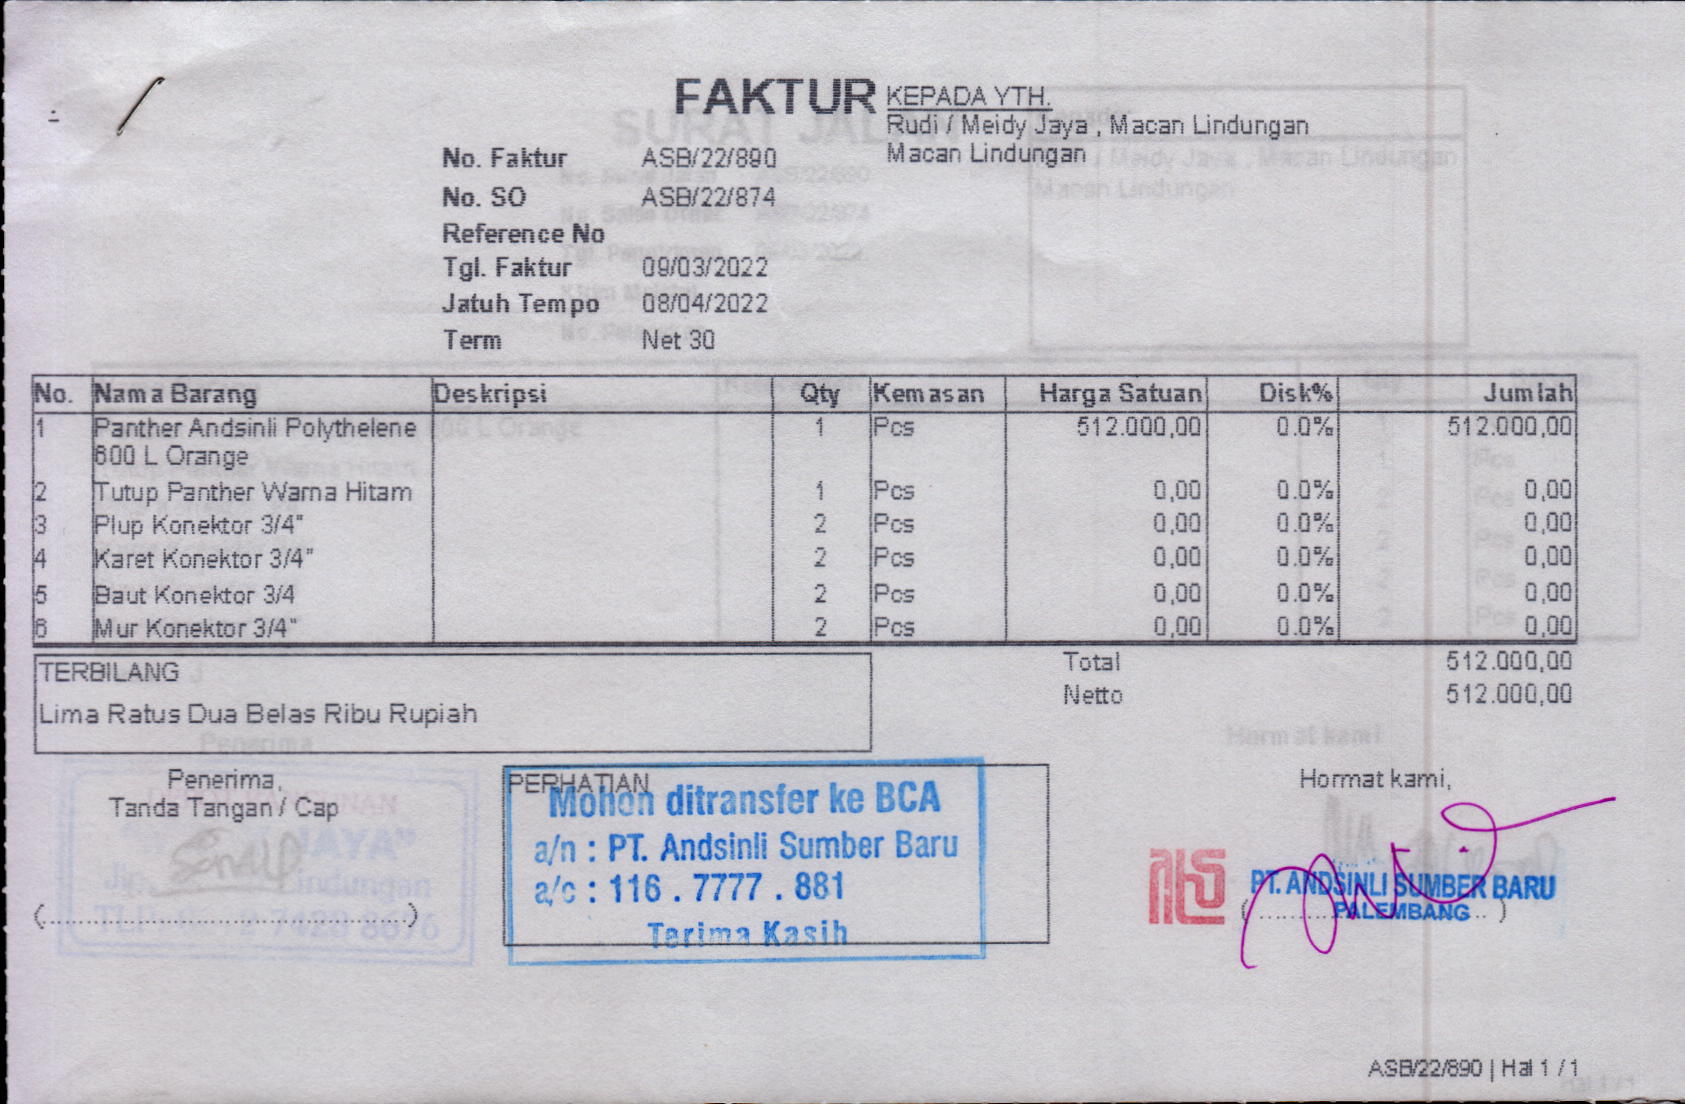 FAKTUR
KEPADA YTH.
Rudi / Meidy Jaya , Macan Lindungan
Macan Lindungan
No. Faktur ASB/22/890
No. SO ASB/22/874
Reference No
Tgl. Faktur 09/03/2022
Jatuh Tempo 08/04/2022
Term Net 30
No. Nama Barang Deskripsi Qty Kemasan Harga Satuan Disk% Jumlah
1 Panther Andsinli Polythelene 1 Pcs 512.000,00 0.0% 512.000,00
600 L Orange
2 Tutup Panther Warna Hitam 1 Pcs 0,00 0.0% 0,00
3 Plup Konektor 3/4" 2 Pcs 0,00 0.0% 0,00
4 Karet Konektor 3/4" 2 Pcs 0,00 0.0% 0,00
5 Baut Konektor 3/4 2 Pcs 0,00 0.0% 0,00
6 Mur Konektor 3/4" 2 Pcs 0,00 0.0% 0,00
TERBILANG
Lima Ratus Dua Belas Ribu Rupiah
Total 512.000,00
Netto 512.000,00
Penerima,
Tanda Tangan / Cap
(..........................................)
PERHATIAN
Mohon ditransfer ke BCA
a/n : PT. Andsinli Sumber Baru
a/c : 116 . 7777 . 881
Terima Kasih
Hormat kami,
PT. ANDSINLI SUMBER BARU
PALEMBANG
ASB/22/890 | Hal 1 / 1